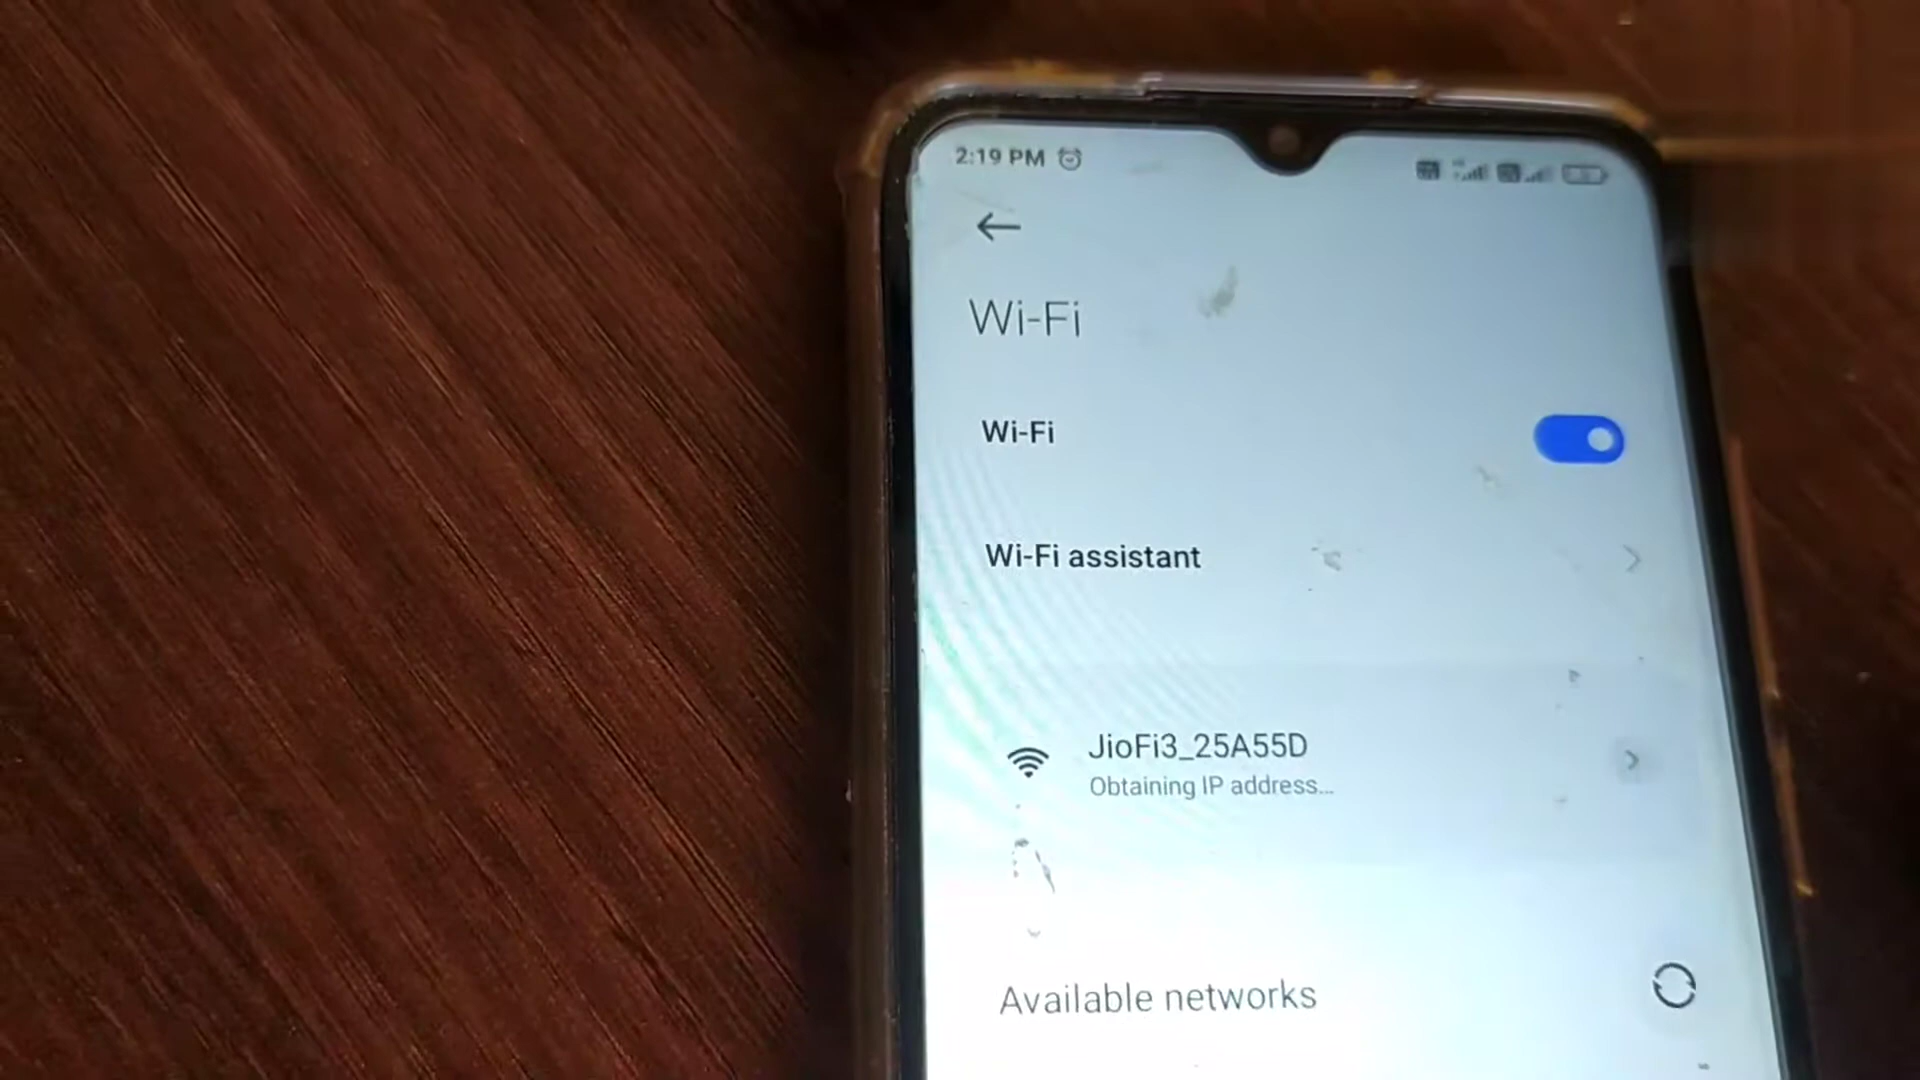 2:19 PM
Wi-Fi
Wi-Fi
Wi-Fi assistant
JioFi3_25A55D
Obtaining IP address...
Available networks